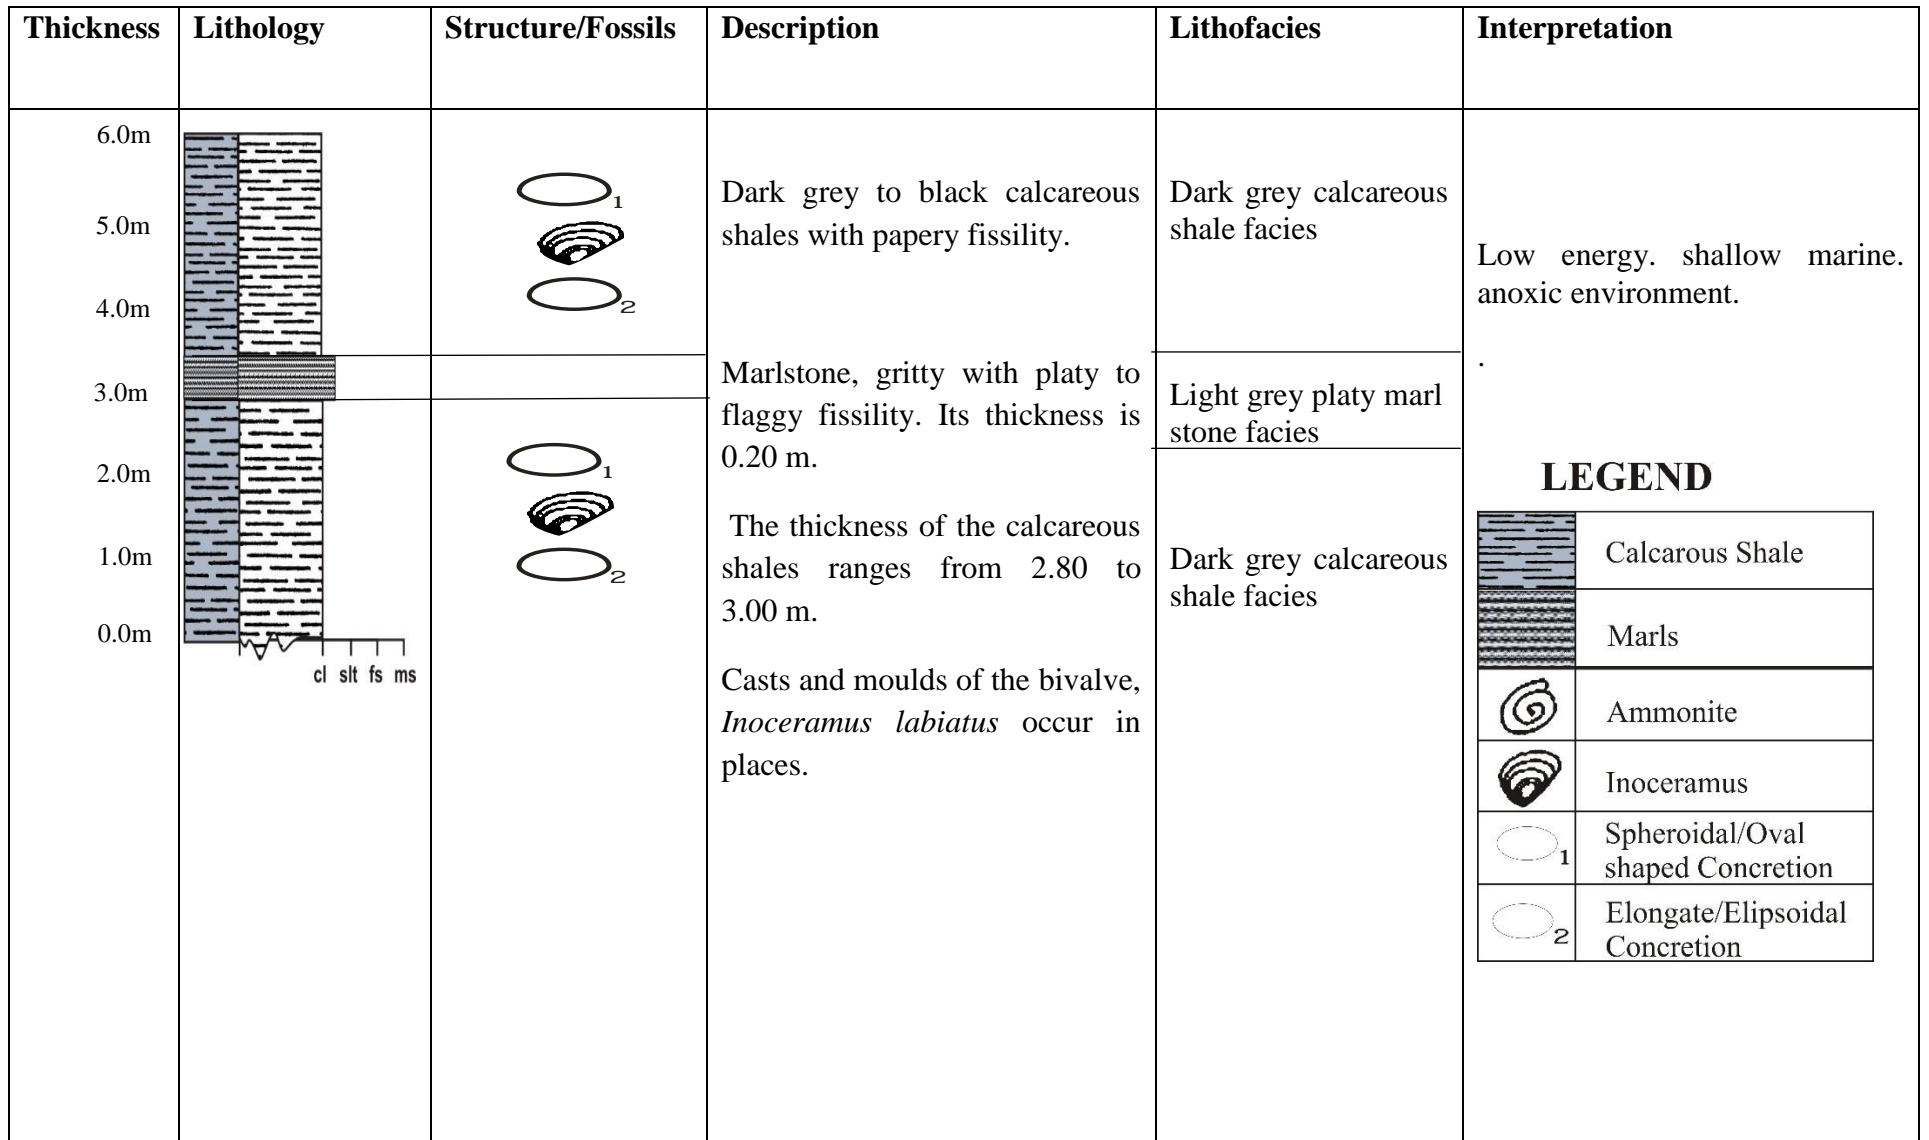 Thickness
Lithology
Structure/Fossils
Description
Lithofacies
Interpretation
6.0m
5.0m
4.0m
3.0m
2.0m
1.0m
0.0m
cl slt fs ms
1
2
1
2
Dark grey to black calcareous
shales with papery fissility.
Marlstone, gritty with platy to
flaggy fissility. Its thickness is
0.20 m.
The thickness of the calcareous
shales ranges from 2.80 to
3.00 m.
Casts and moulds of the bivalve,
Inoceramus labiatus occur in
places.
Dark grey calcareous
shale facies
Light grey platy marl
stone facies
Dark grey calcareous
shale facies
Low energy. shallow marine.
anoxic environment.
.
LEGEND
Calcarous Shale
Marls
Ammonite
Inoceramus
1
Spheroidal/Oval
shaped Concretion
2
Elongate/Elipsoidal
Concretion